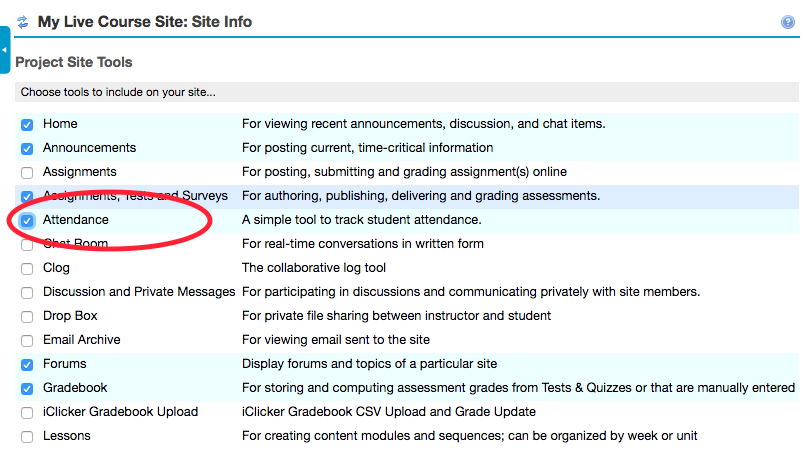 My Live Course Site: Site Info
Project Site Tools
Choose tools to include on your site...
Home For viewing recent announcements, discussion, and chat items.
Announcements For posting current, time-critical information
Assignments For posting, submitting and grading assignment(s) online
Assignments, Tests and Surveys For authoring, publishing, delivering and grading assessments.
Attendance A simple tool to track student attendance.
Chat Room For real-time conversations in written form
Clog The collaborative log tool
Discussion and Private Messages For participating in discussions and communicating privately with site members.
Drop Box For private file sharing between instructor and student
Email Archive For viewing email sent to the site
Forums Display forums and topics of a particular site
Gradebook For storing and computing assessment grades from Tests & Quizzes or that are manually entered
iClicker Gradebook Upload iClicker Gradebook CSV Upload and Grade Update
Lessons For creating content modules and sequences; can be organized by week or unit